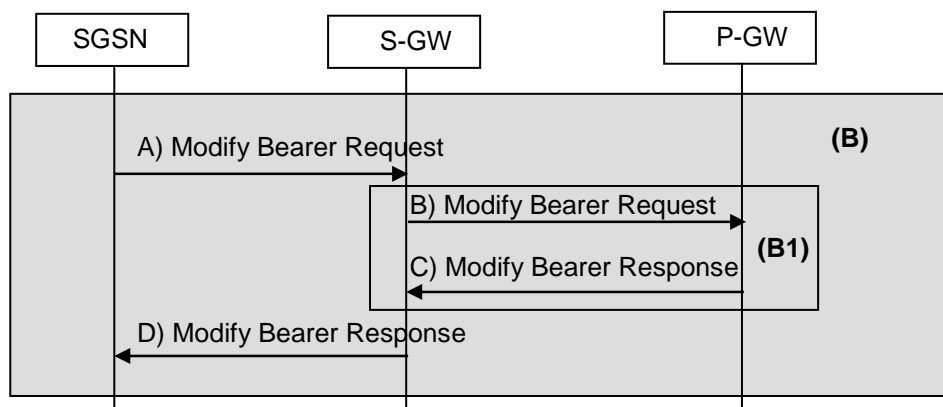 SGSN
S-GW
P-GW
(B)
A) Modify Bearer Request
B) Modify Bearer Request
(B1)
C) Modify Bearer Response
D) Modify Bearer Response